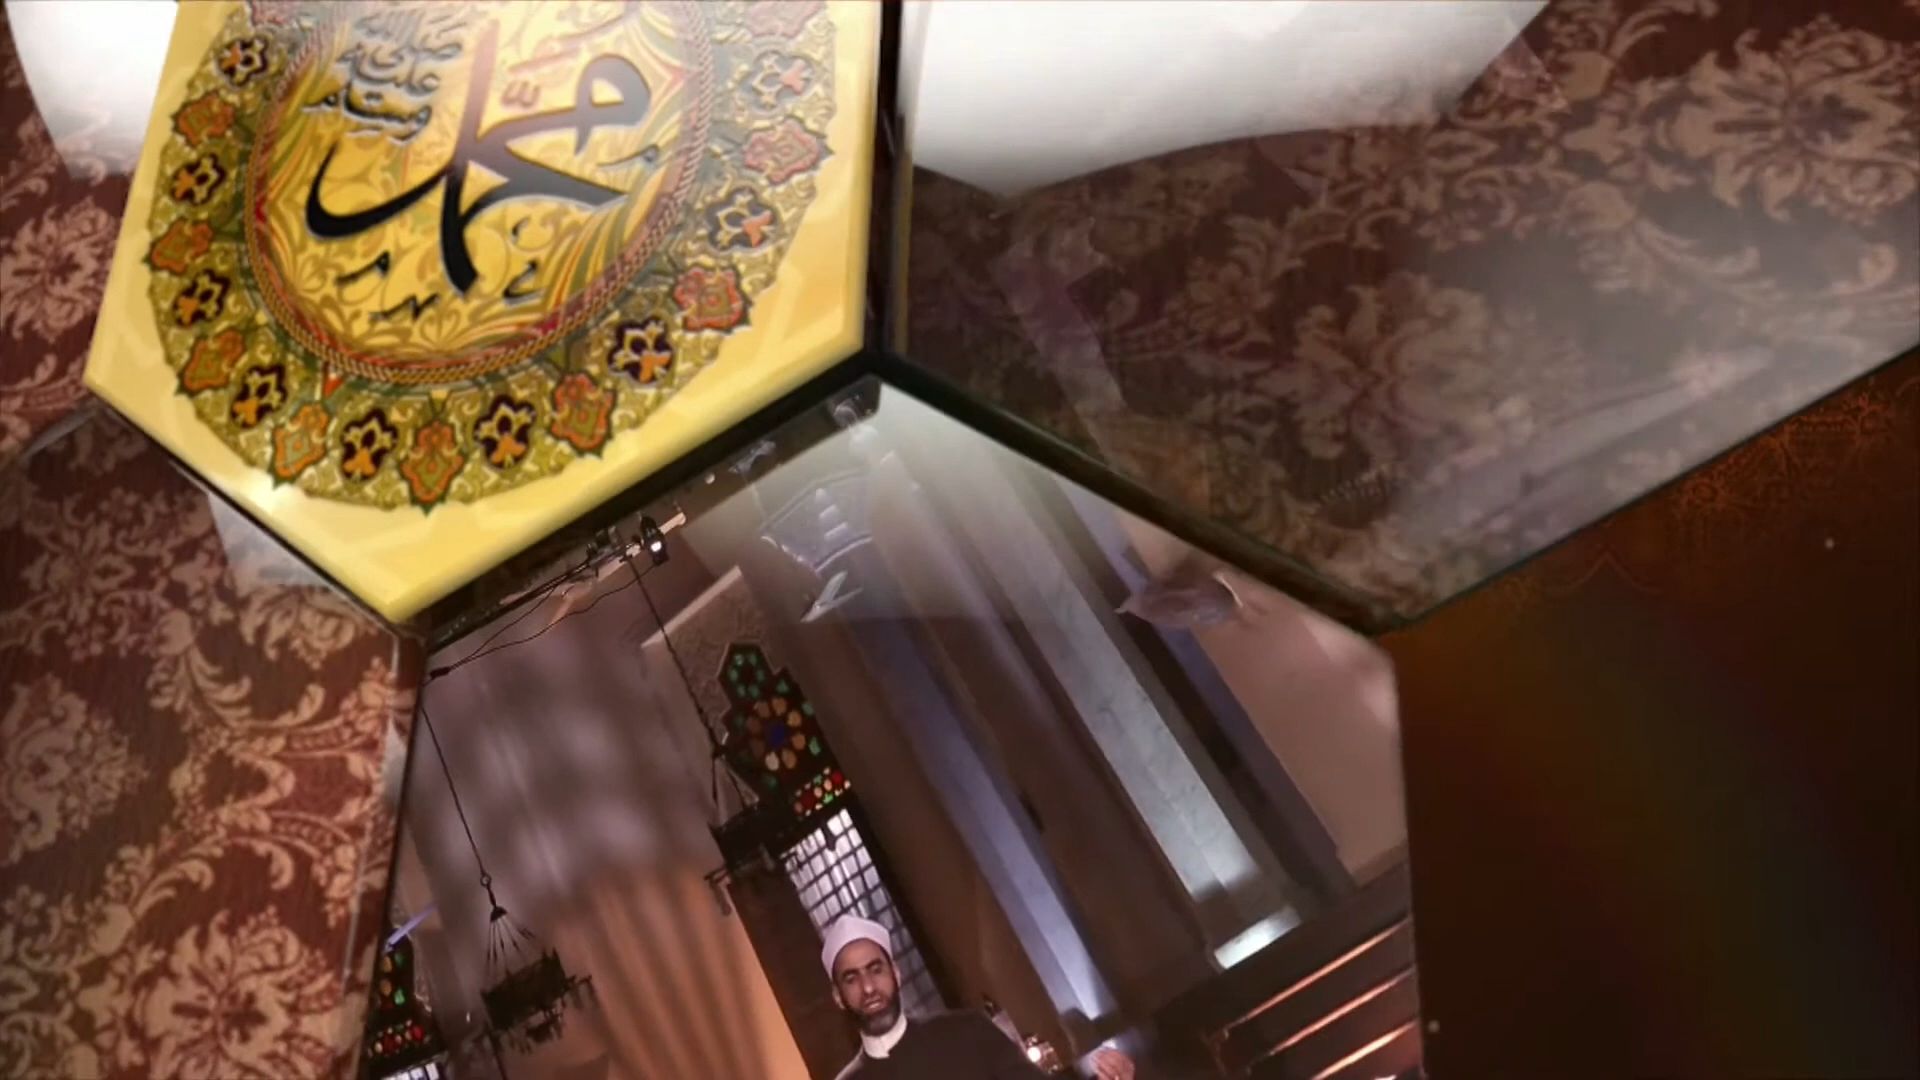 محمد
صلى الله
عليه
وسلم